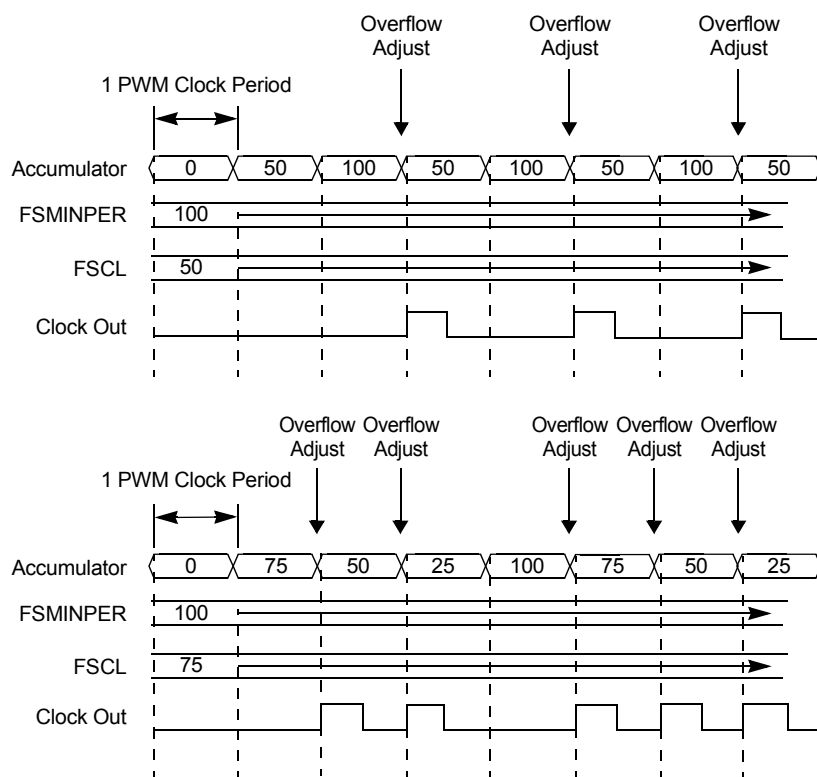 Overflow Adjust Overflow Adjust Overflow Adjust
1 PWM Clock Period
Accumulator 0 50 100 50 100 50 100 50
FSMINPER 100
FSCL 50
Clock Out
Overflow Adjust Overflow Adjust Overflow Adjust Overflow Adjust Overflow Adjust
1 PWM Clock Period
Accumulator 0 75 50 25 100 75 50 25
FSMINPER 100
FSCL 75
Clock Out